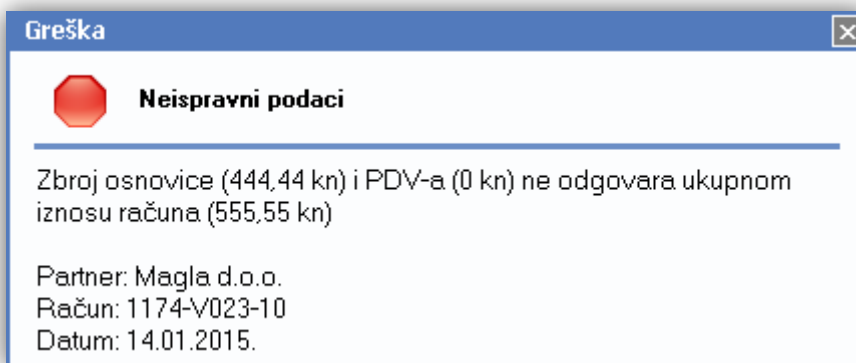 Greška
Neispravni podaci
Zbroj osnovice (444,44 kn) i PDV-a (0 kn) ne odgovara ukupnom
iznosu računa (555,55 kn)
Partner: Magla d.o.o.
Račun: 1174-V023-10
Datum: 14.01.2015.